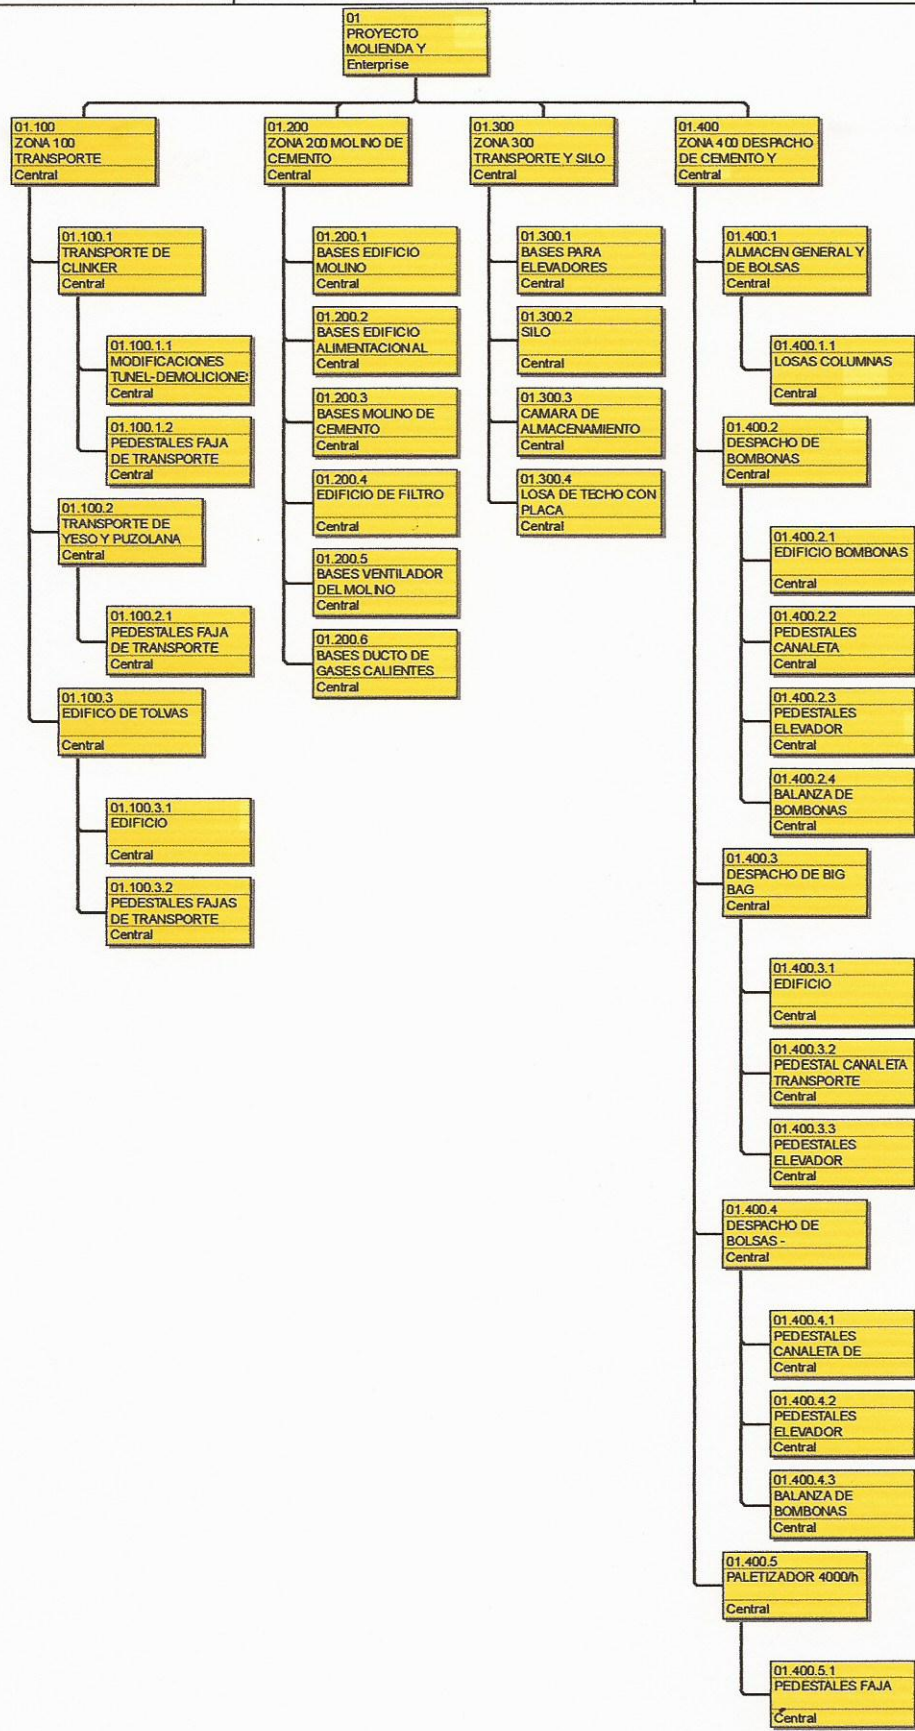 01
PROYECTO
MOLIENDA Y
Enterprise
01.100
ZONA 100
TRANSPORTE
Central
01.100.1
TRANSPORTE DE
CLINKER
Central
01.100.1.1
MODIFICACIONES
TUNEL-DEMOLICIONES
Central
01.100.1.2
PEDESTALES FAJA
DE TRANSPORTE
Central
01.100.2
TRANSPORTE DE
YESO Y PUZOLANA
Central
01.100.2.1
PEDESTALES FAJA
DE TRANSPORTE
Central
01.100.3
EDIFICO DE TOLVAS
Central
01.100.3.1
EDIFICIO
Central
01.100.3.2
PEDESTALES FAJAS
DE TRANSPORTE
Central
01.200
ZONA 200 MOLINO DE
CEMENTO
Central
01.200.1
BASES EDIFICIO
MOLINO
Central
01.200.2
BASES EDIFICIO
ALIMENTACIONAL
Central
01.200.3
BASES MOLINO DE
CEMENTO
Central
01.200.4
EDIFICIO DE FILTRO
Central
01.200.5
BASES VENTILADOR
DEL MOLINO
Central
01.200.6
BASES DUCTO DE
GASES CALIENTES
Central
01.300
ZONA 300
TRANSPORTE Y SILO
Central
01.300.1
BASES PARA
ELEVADORES
Central
01.300.2
SILO
Central
01.300.3
CAMARA DE
ALMACENAMIENTO
Central
01.300.4
LOSA DE TECHO CON
PLACA
Central
01.400
ZONA 400 DESPACHO
DE CEMENTO Y
Central
01.400.1
ALMACEN GENERAL Y
DE BOLSAS
Central
01.400.1.1
LOSAS COLUMNAS
Central
01.400.2
DESPACHO DE
BOMBONAS
Central
01.400.2.1
EDIFICIO BOMBONAS
Central
01.400.2.2
PEDESTALES
CANALETA
Central
01.400.2.3
PEDESTALES
ELEVADOR
Central
01.400.2.4
BALANZA DE
BOMBONAS
Central
01.400.3
DESPACHO DE BIG
BAG
Central
01.400.3.1
EDIFICIO
Central
01.400.3.2
PEDESTAL CANALETA
TRANSPORTE
Central
01.400.3.3
PEDESTALES
ELEVADOR
Central
01.400.4
DESPACHO DE
BOLSAS -
Central
01.400.4.1
PEDESTALES
CANALETA DE
Central
01.400.4.2
PEDESTALES
ELEVADOR
Central
01.400.4.3
BALANZA DE
BOMBONAS
Central
01.400.5
PALETIZADOR 4000/h
Central
01.400.5.1
PEDESTALES FAJA
Central